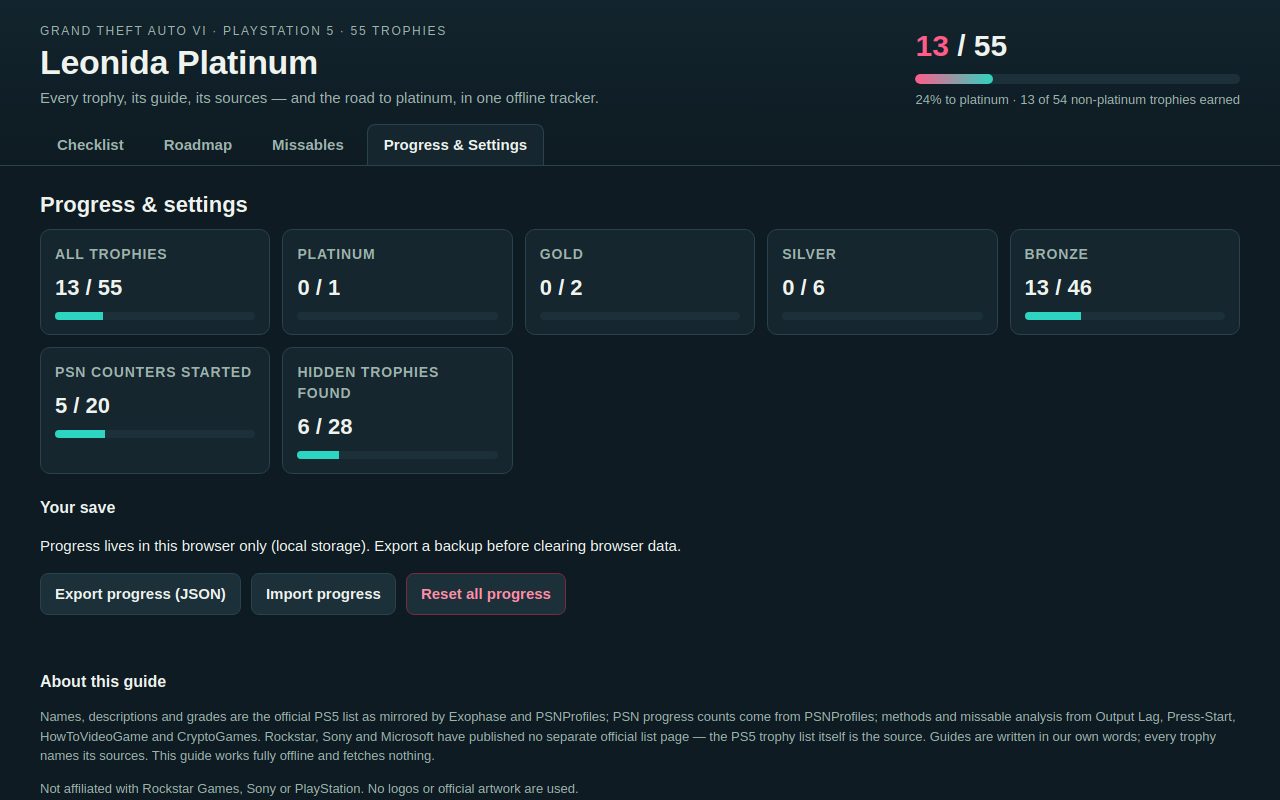 GRAND THEFT AUTO VI · PLAYSTATION 5 · 55 TROPHIES
Leonida Platinum
Every trophy, its guide, its sources — and the road to platinum, in one offline tracker.
13 / 55
24% to platinum · 13 of 54 non-platinum trophies earned
Checklist
Roadmap
Missables
Progress & Settings
Progress & settings
ALL TROPHIES
13 / 55
PLATINUM
0 / 1
GOLD
0 / 2
SILVER
0 / 6
BRONZE
13 / 46
PSN COUNTERS STARTED
5 / 20
HIDDEN TROPHIES
FOUND
6 / 28
Your save
Progress lives in this browser only (local storage). Export a backup before clearing browser data.
Export progress (JSON)
Import progress
Reset all progress
About this guide
Names, descriptions and grades are the official PS5 list as mirrored by Exophase and PSNProfiles; PSN progress counts come from PSNProfiles; methods and missable analysis from Output Lag, Press-Start,
HowToVideoGame and CryptoGames. Rockstar, Sony and Microsoft have published no separate official list page — the PS5 trophy list itself is the source. Guides are written in our own words; every trophy
names its sources. This guide works fully offline and fetches nothing.
Not affiliated with Rockstar Games, Sony or PlayStation. No logos or official artwork are used.